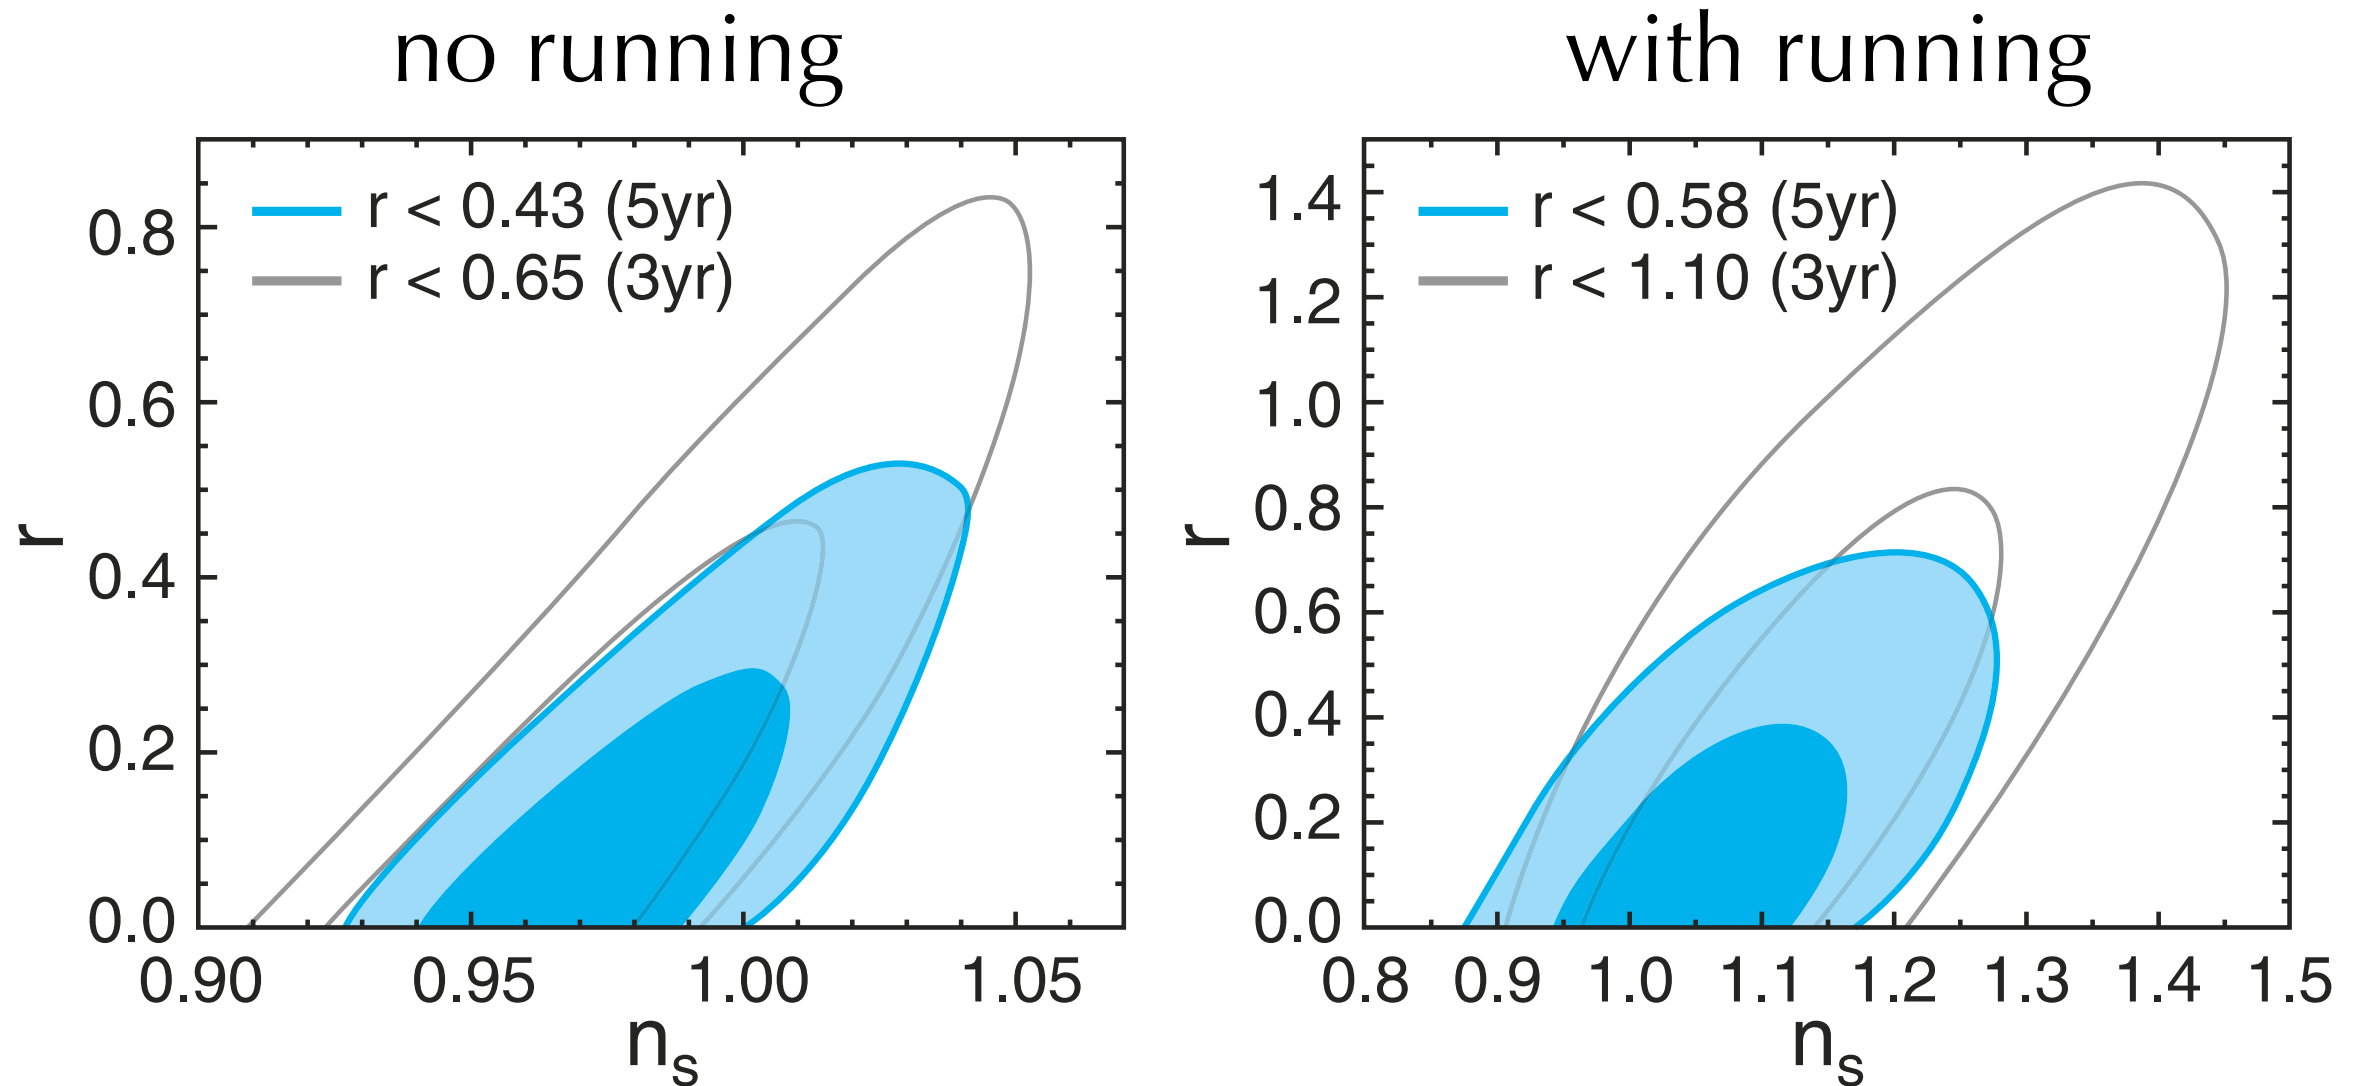 no running
r < 0.43 (5yr)
r < 0.65 (3yr)
0.8
0.6
0.4
0.2
0.0
r
0.90 0.95 1.00 1.05
n_s
with running
r < 0.58 (5yr)
r < 1.10 (3yr)
1.4
1.2
1.0
0.8
0.6
0.4
0.2
0.0
r
0.8 0.9 1.0 1.1 1.2 1.3 1.4 1.5
n_s